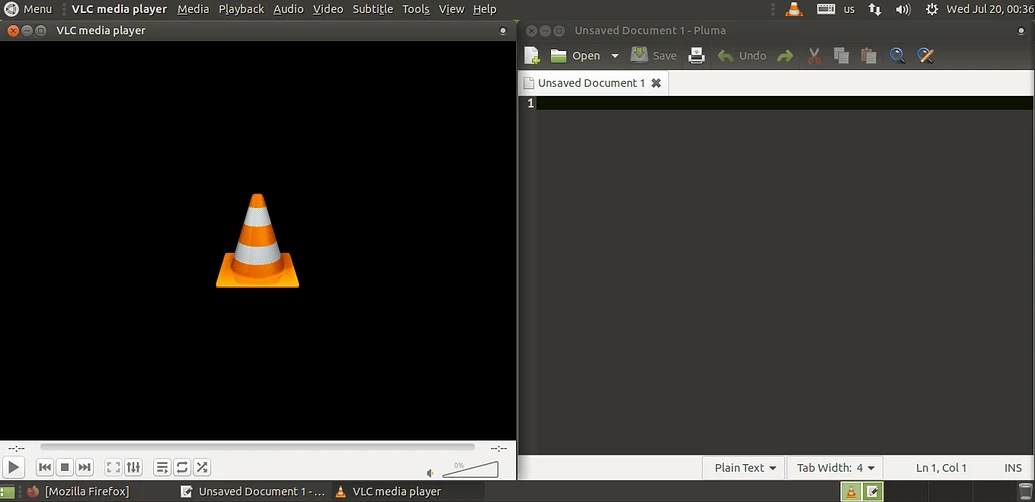 Menu VLC media player Media Playback Audio Video Subtitle Tools View Help us Wed Jul 20, 00:36
VLC media player
Unsaved Document 1 - Pluma
Open Save Undo
Unsaved Document 1
1
--:-- --:--
0%
Plain Text Tab Width: 4 Ln 1, Col 1 INS
[Mozilla Firefox] Unsaved Document 1 - ... VLC media player